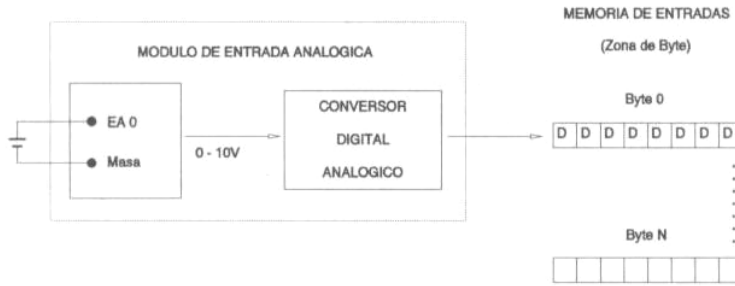 MEMORIA DE ENTRADAS
(Zona de Byte)
MODULO DE ENTRADA ANALOGICA
EA 0
Masa
0 - 10V
CONVERSOR
DIGITAL
ANALOGICO
Byte 0
D D D D D D D D
Byte N